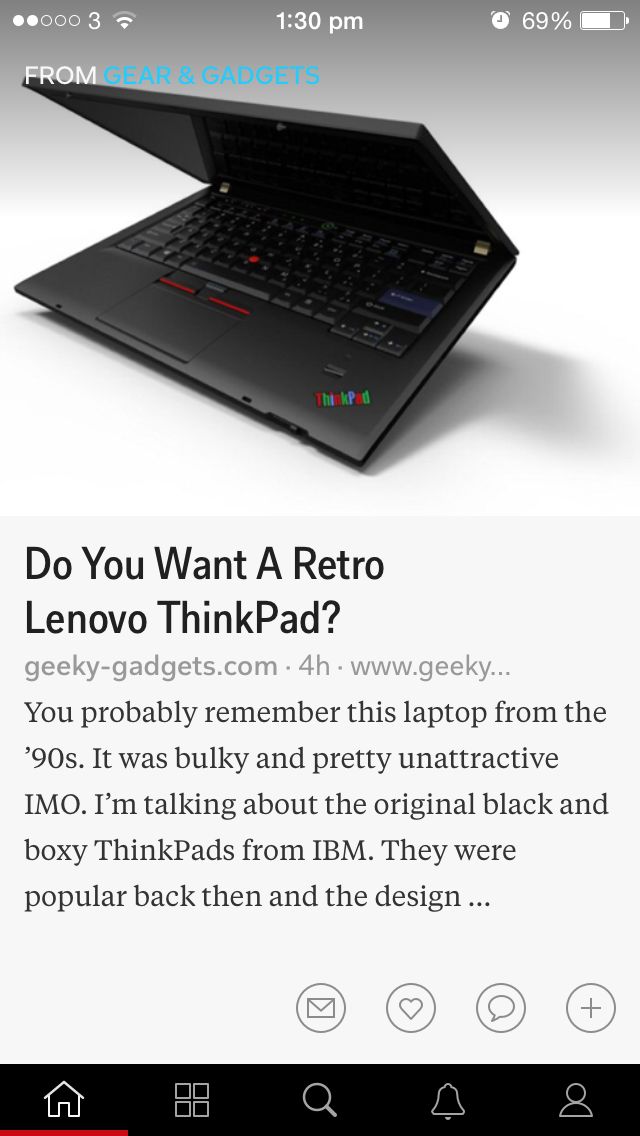 3 1:30 pm 69%
FROM GEAR & GADGETS
ThinkPad
Do You Want A Retro
Lenovo ThinkPad?
geeky-gadgets.com · 4h · www.geeky...
You probably remember this laptop from the
’90s. It was bulky and pretty unattractive
IMO. I’m talking about the original black and
boxy ThinkPads from IBM. They were
popular back then and the design ...